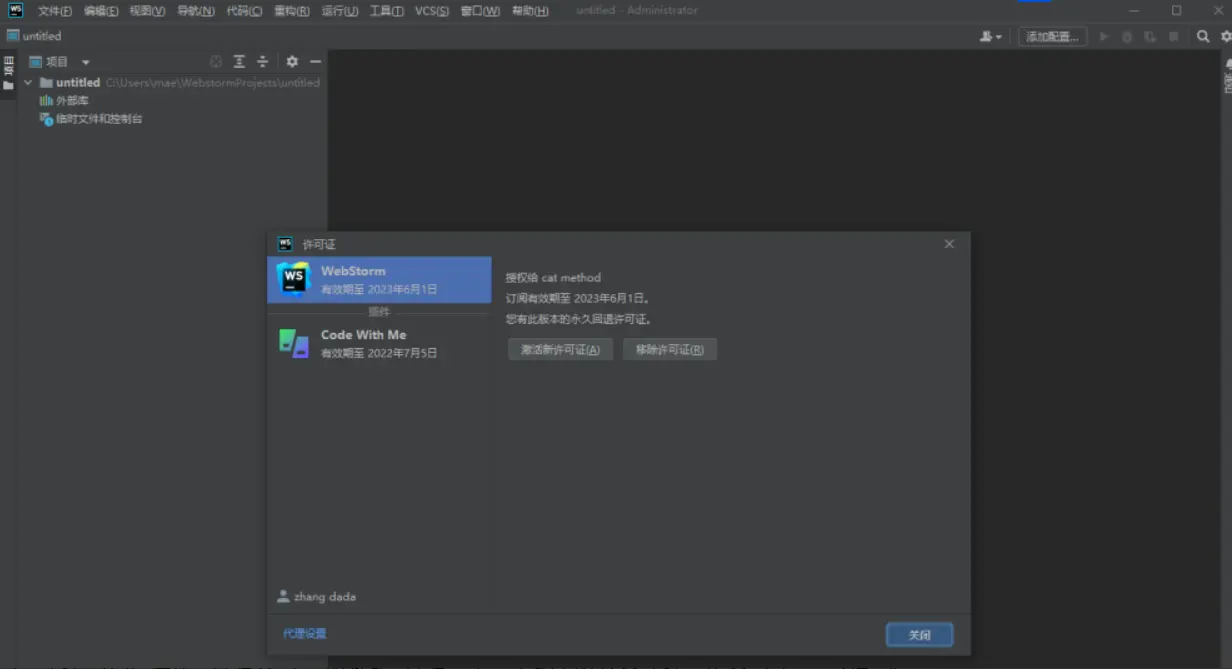 WS 文件(F) 编辑(E) 视图(V) 导航(N) 代码(C) 重构(R) 运行(U) 工具(T) VCS(S) 窗口(W) 帮助(H) untitled - Administrator
untitled 添加配置...
项目
项目
untitled C:\Users\mae\WebstormProjects\untitled
外部库
临时文件和控制台
WS 许可证
WS WebStorm
有效期至 2023年6月1日
插件
Code With Me
有效期至 2022年7月5日
授权给 cat method
订阅有效期至 2023年6月1日。
您有此版本的永久回退许可证。
激活新许可证(A) 移除许可证(R)
zhang dada
代理设置 关闭